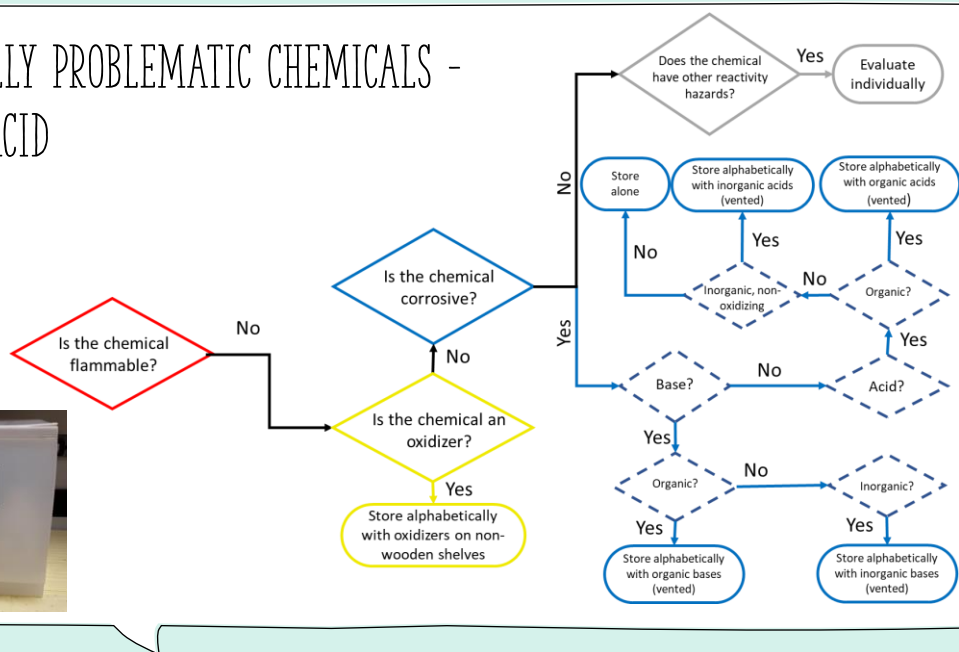 LLY PROBLEMATIC CHEMICALS -
CID
Is the chemical
flammable?
No
Is the chemical an
oxidizer?
Yes
Store alphabetically
with oxidizers on non-
wooden shelves
No
Is the chemical
corrosive?
No
Does the chemical
have other reactivity
hazards?
Yes
Evaluate
individually
Yes
Base?
No
Acid?
Yes
Organic?
Yes
Store alphabetically
with organic acids
(vented)
No
Inorganic, non-
oxidizing
Yes
Store alphabetically
with inorganic acids
(vented)
No
Store
alone
Yes
Organic?
Yes
Store alphabetically
with organic bases
(vented)
No
Inorganic?
Yes
Store alphabetically
with inorganic bases
(vented)